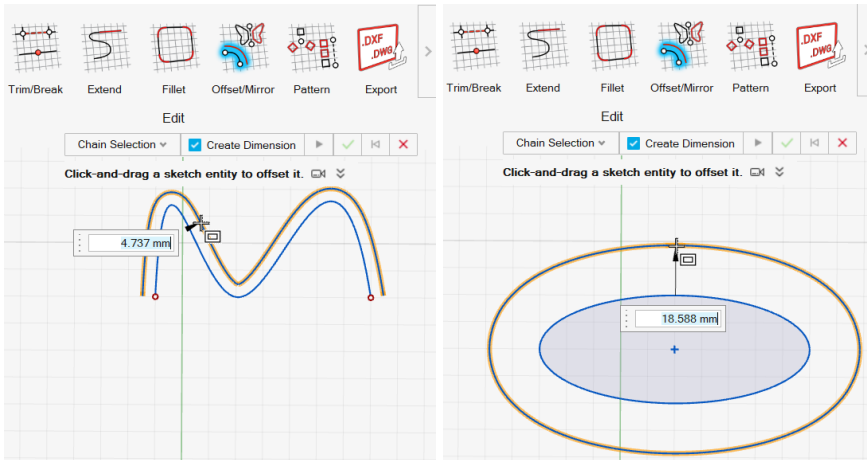 .DXF
.DWG
Trim/Break Extend Fillet Offset/Mirror Pattern Export
Edit
Chain Selection Create Dimension
Click-and-drag a sketch entity to offset it.
4.737 mm
.DXF
.DWG
Trim/Break Extend Fillet Offset/Mirror Pattern Export
Edit
Chain Selection Create Dimension
Click-and-drag a sketch entity to offset it.
18.588 mm